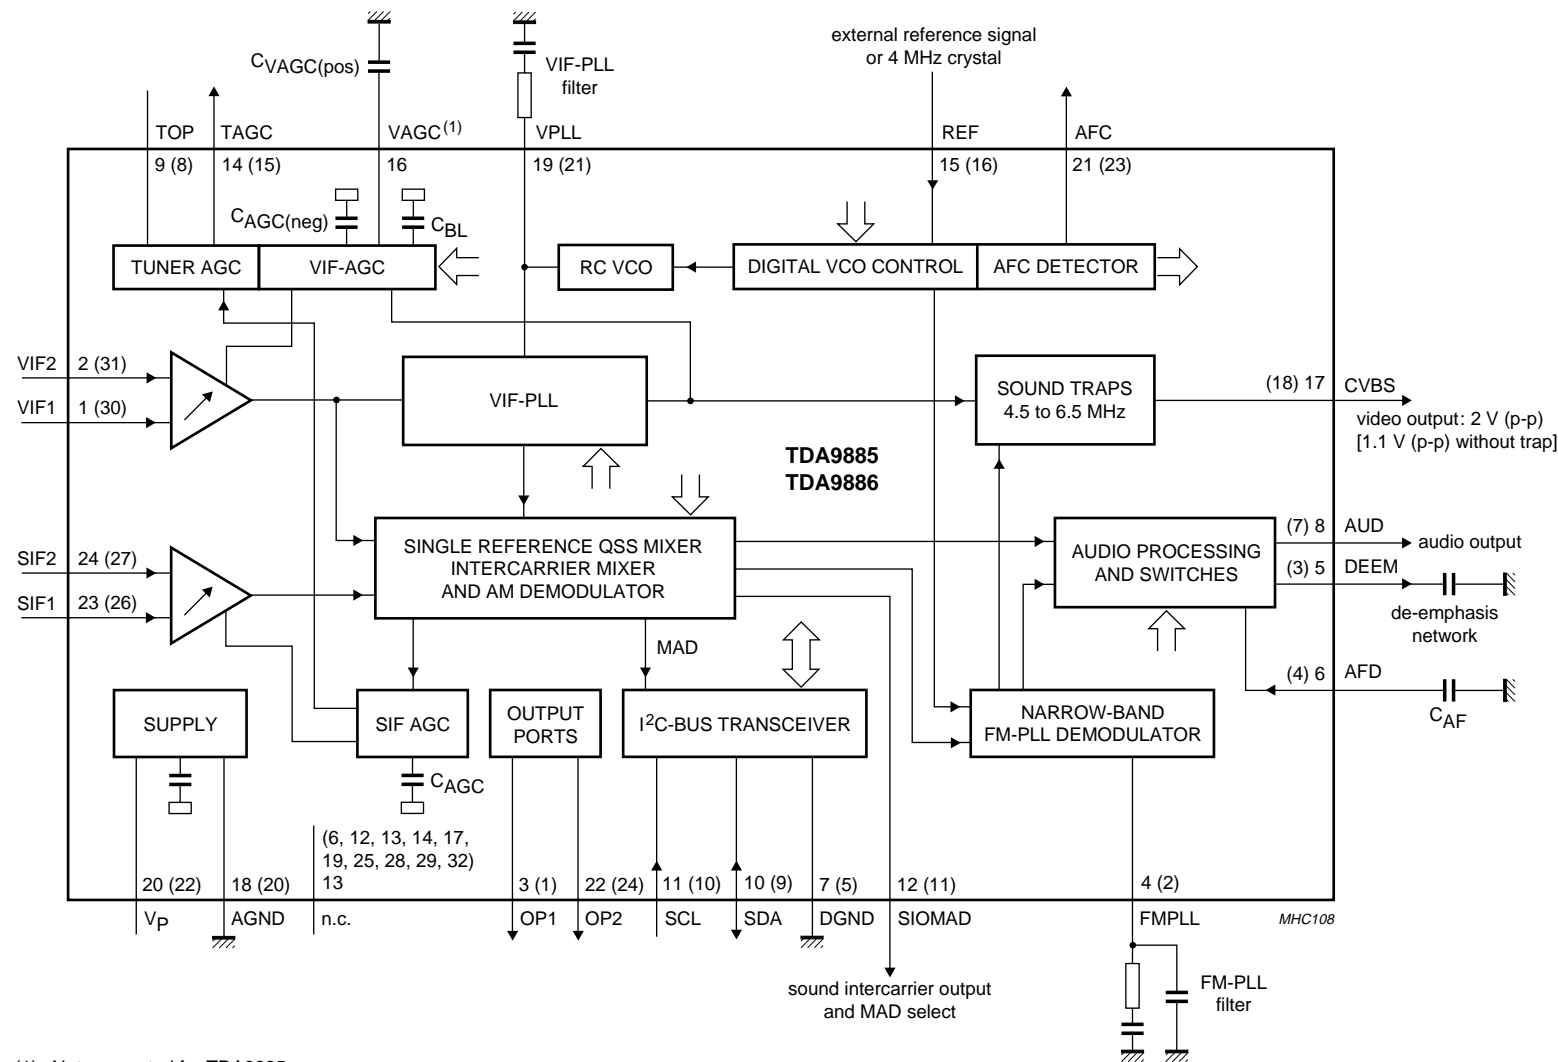 external reference signal
or 4 MHz crystal
CVAGC(pos)
VIF-PLL
filter
TOP
TAGC
VAGC(1)
VPLL
REF
AFC
9 (8)
14 (15)
16
19 (21)
15 (16)
21 (23)
CAGC(neg)
CBL
TUNER AGC
VIF-AGC
RC VCO
DIGITAL VCO CONTROL
AFC DETECTOR
VIF2
2 (31)
VIF1
1 (30)
VIF-PLL
SOUND TRAPS
4.5 to 6.5 MHz
(18) 17
CVBS
video output: 2 V (p-p)
[1.1 V (p-p) without trap]
TDA9885
TDA9886
SIF2
24 (27)
SIF1
23 (26)
SINGLE REFERENCE QSS MIXER
INTERCARRIER MIXER
AND AM DEMODULATOR
AUDIO PROCESSING
AND SWITCHES
(7) 8
AUD
audio output
(3) 5
DEEM
de-emphasis
network
MAD
(4) 6
AFD
CAF
SUPPLY
SIF AGC
OUTPUT
PORTS
I2C-BUS TRANSCEIVER
NARROW-BAND
FM-PLL DEMODULATOR
CAGC
(6, 12, 13, 14, 17,
19, 25, 28, 29, 32)
13
20 (22)
18 (20)
3 (1)
22 (24)
11 (10)
10 (9)
7 (5)
12 (11)
4 (2)
VP
AGND
n.c.
OP1
OP2
SCL
SDA
DGND
SIOMAD
FMPLL
MHC108
sound intercarrier output
and MAD select
FM-PLL
filter